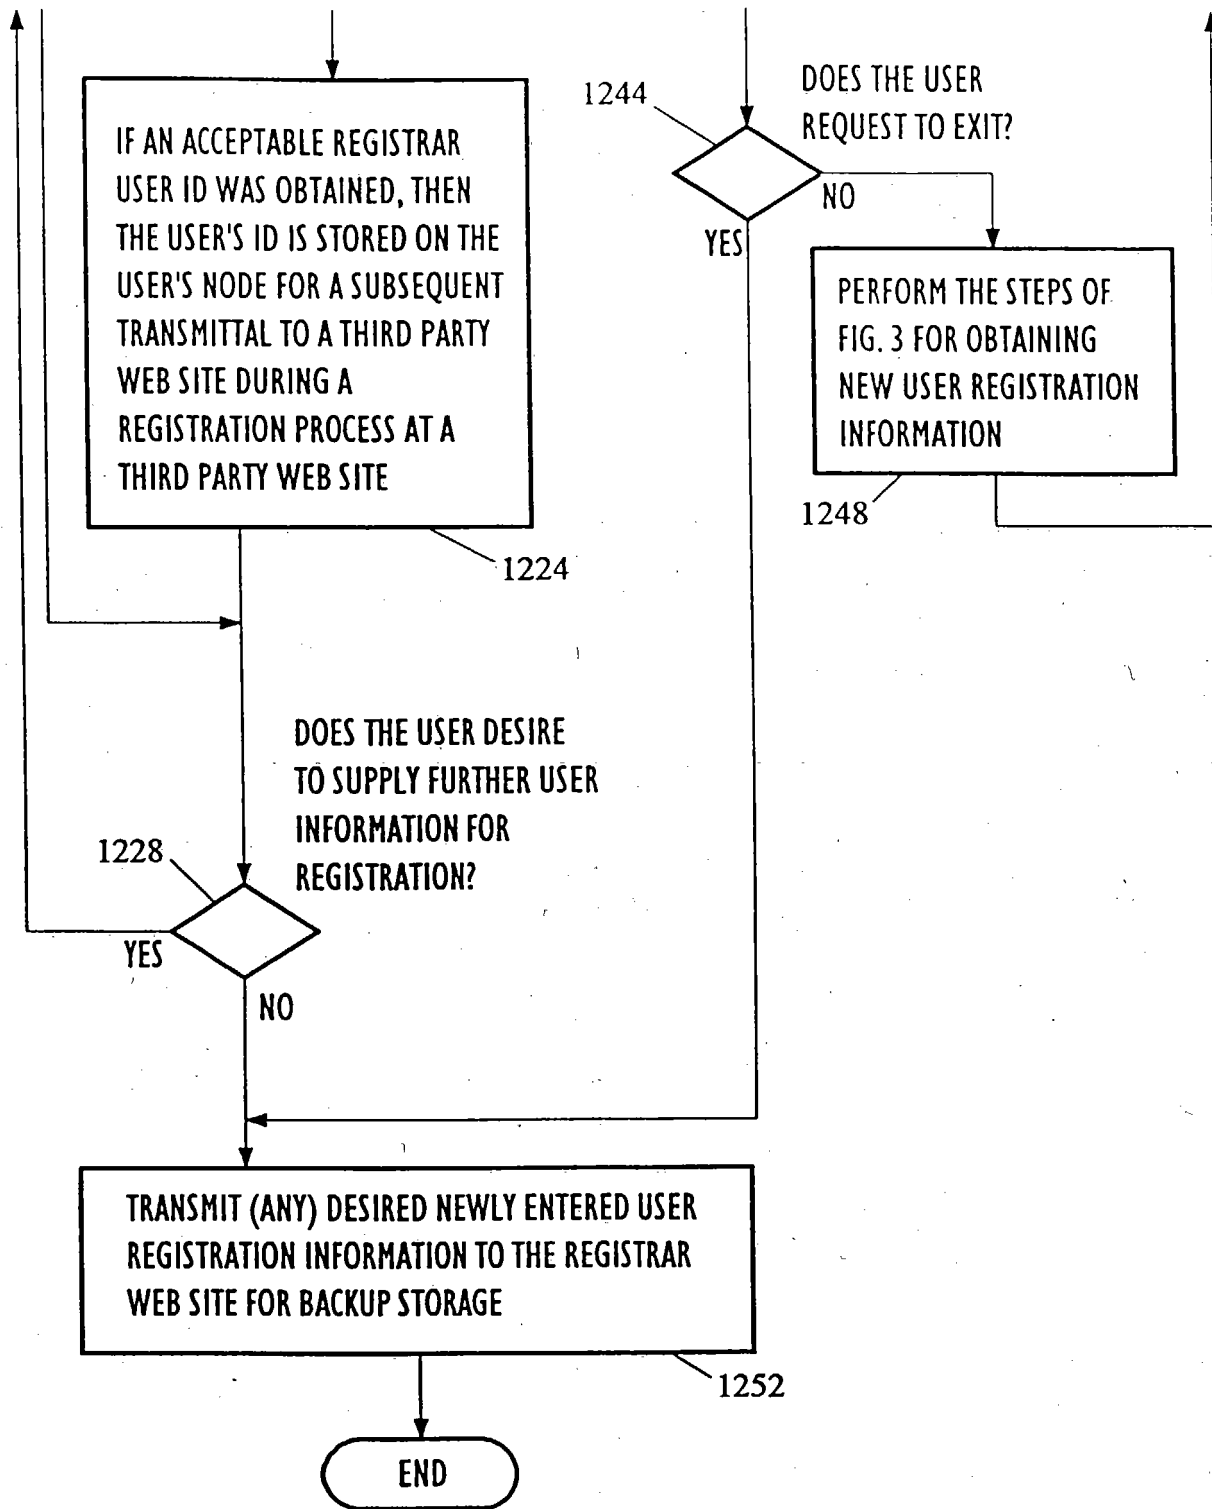 IF AN ACCEPTABLE REGISTRAR
USER ID WAS OBTAINED, THEN
THE USER'S ID IS STORED ON THE
USER'S NODE FOR A SUBSEQUENT
TRANSMITTAL TO A THIRD PARTY
WEB SITE DURING A
REGISTRATION PROCESS AT A
THIRD PARTY WEB SITE
1224
1244
DOES THE USER
REQUEST TO EXIT?
NO
YES
PERFORM THE STEPS OF
FIG. 3 FOR OBTAINING
NEW USER REGISTRATION
INFORMATION
1248
DOES THE USER DESIRE
TO SUPPLY FURTHER USER
INFORMATION FOR
REGISTRATION?
1228
YES
NO
TRANSMIT (ANY) DESIRED NEWLY ENTERED USER
REGISTRATION INFORMATION TO THE REGISTRAR
WEB SITE FOR BACKUP STORAGE
1252
END